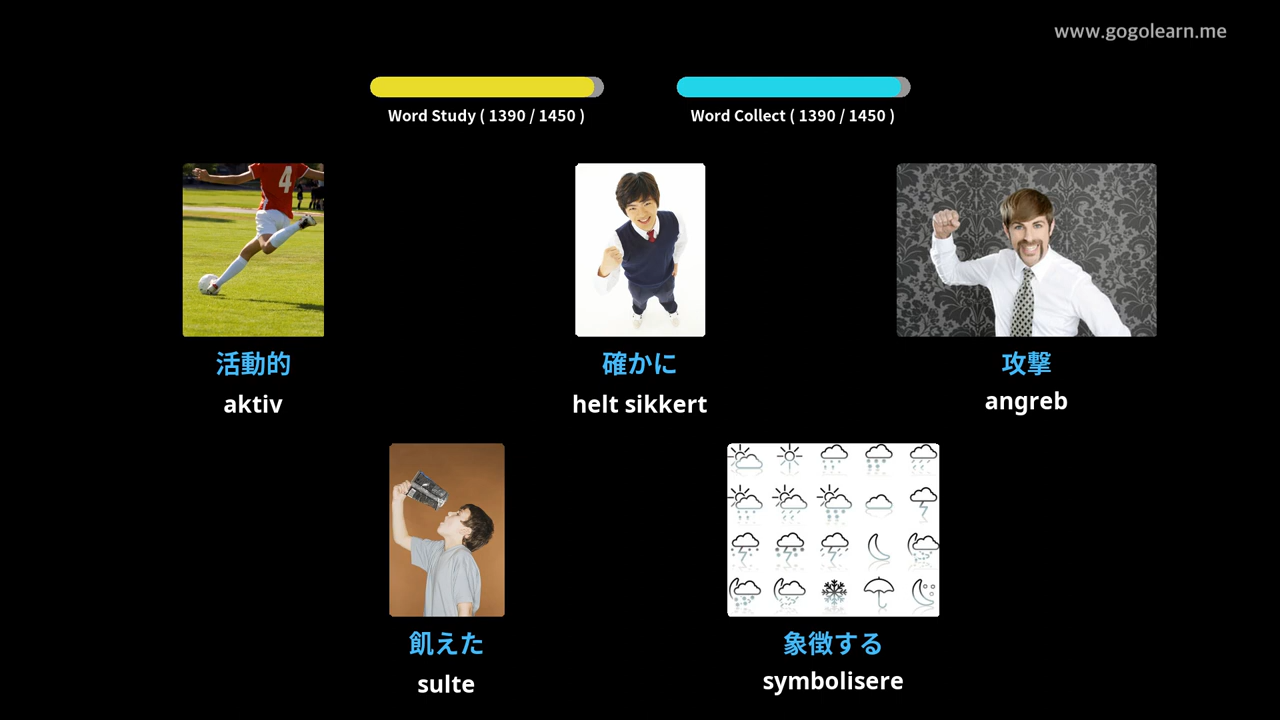 www.gogolearn.me
Word Study ( 1390 / 1450 )
Word Collect ( 1390 / 1450 )
4
活動的
aktiv
確かに
helt sikkert
攻撃
angreb
飢えた
sulte
象徴する
symbolisere